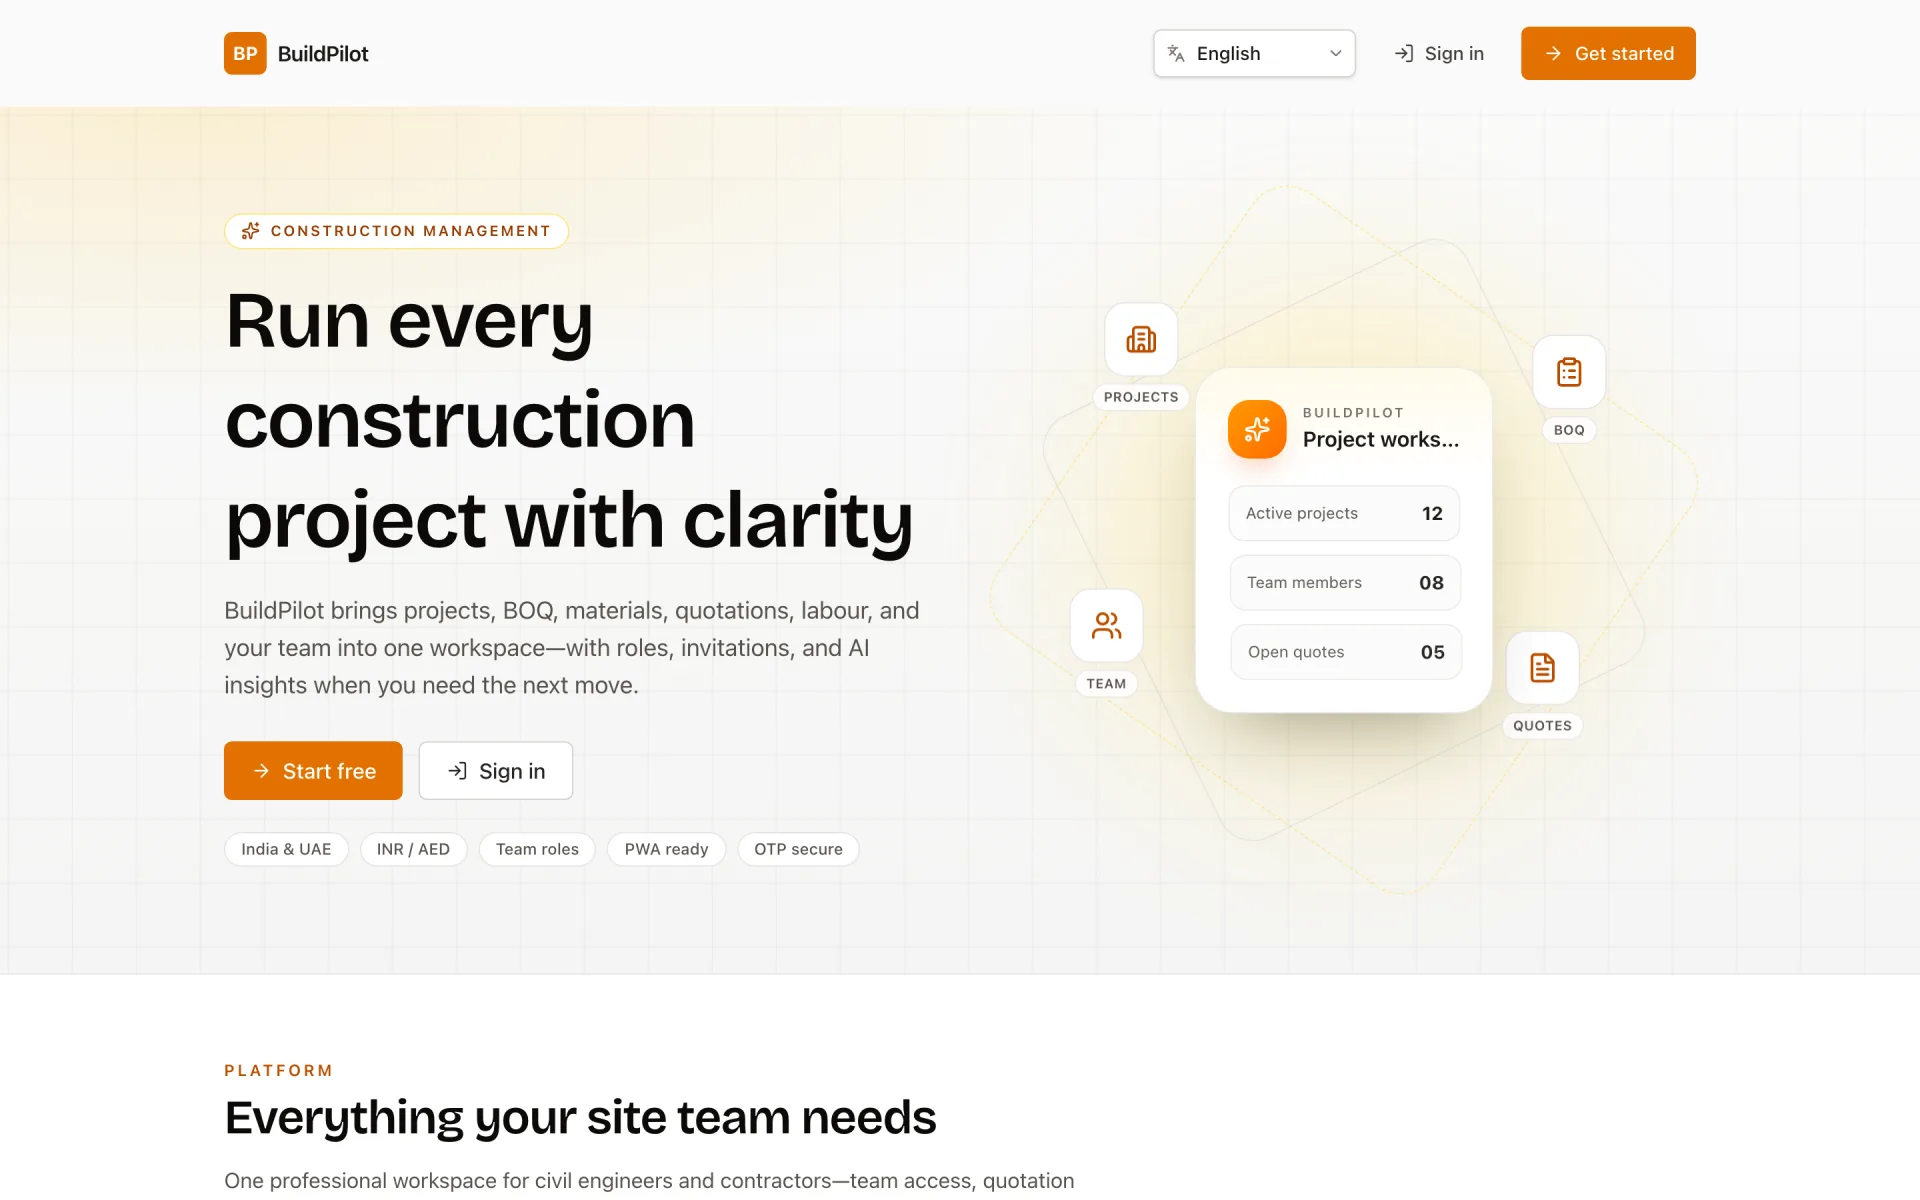 BP BuildPilot
English
Sign in
Get started
CONSTRUCTION MANAGEMENT
Run every
construction
project with clarity
BuildPilot brings projects, BOQ, materials, quotations, labour, and
your team into one workspace—with roles, invitations, and AI
insights when you need the next move.
Start free
Sign in
India & UAE
INR / AED
Team roles
PWA ready
OTP secure
PROJECTS
BOQ
BUILDPILOT
Project works...
Active projects 12
Team members 08
Open quotes 05
TEAM
QUOTES
PLATFORM
Everything your site team needs
One professional workspace for civil engineers and contractors—team access, quotation